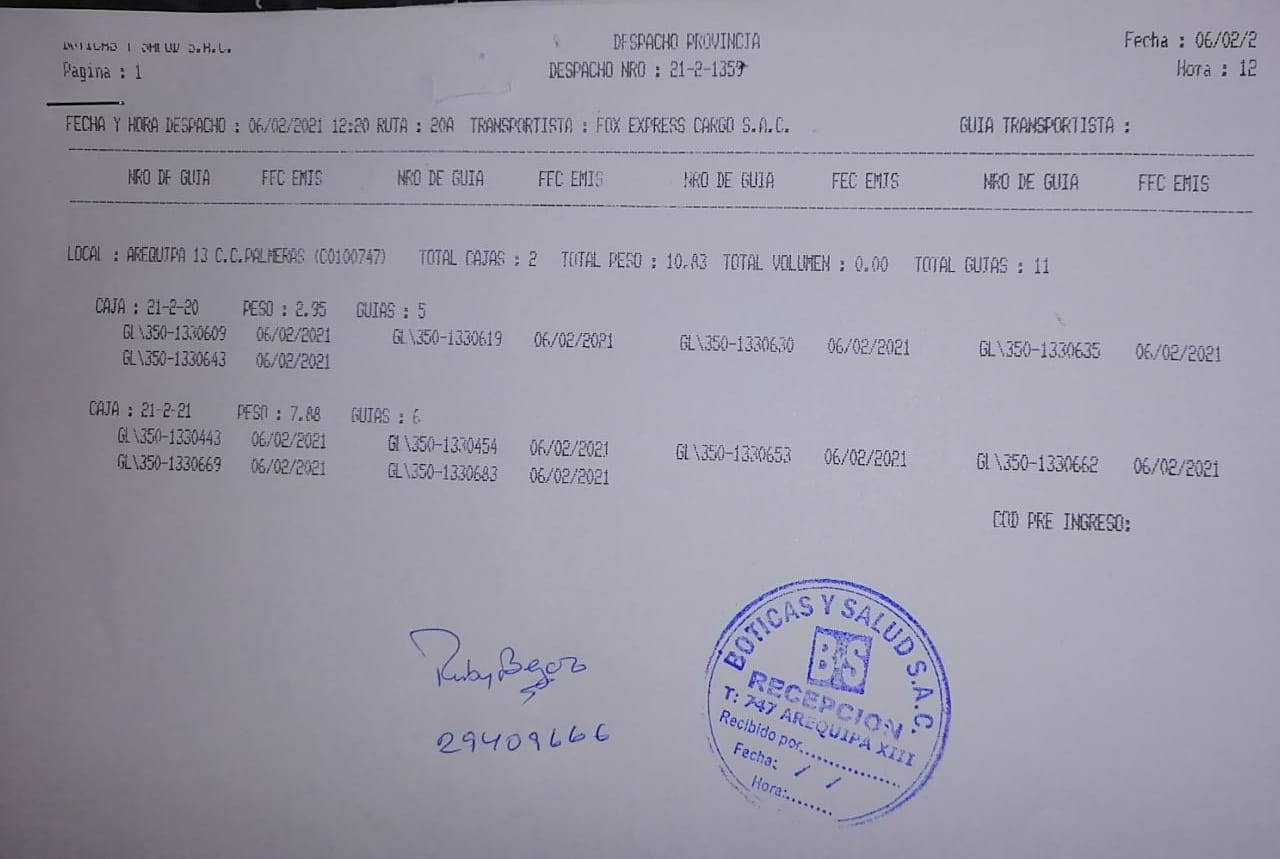 BOTICAS Y SALUD S.A.C. DESPACHO PROVINCIA Fecha : 06/02/2
Pagina : 1 DESPACHO NRO : 21-2-1359 Hora : 12
FECHA Y HORA DESPACHO : 06/02/2021 12:20 RUTA : 20A TRANSPORTISTA : FOX EXPRESS CARGO S.A.C. GUIA TRANSPORTISTA :
NRO DE GUIA FEC EMIS NRO DE GUIA FEC EMIS NRO DE GUIA FEC EMIS NRO DE GUIA FEC EMIS
LOCAL : AREQUIPA 13 C.C.PALMERAS (C0100747) TOTAL CAJAS : 2 TOTAL PESO : 10.83 TOTAL VOLUMEN : 0.00 TOTAL GUIAS : 11
CAJA : 21-2-20 PESO : 2.95 GUIAS : 5
GL\350-1330609 06/02/2021 GL\350-1330619 06/02/2021 GL\350-1330630 06/02/2021 GL\350-1330635 06/02/2021
GL\350-1330643 06/02/2021
CAJA : 21-2-21 PESO : 7.88 GUIAS : 6
GL\350-1330443 06/02/2021 GL\350-1330454 06/02/2021 GL\350-1330653 06/02/2021 GL\350-1330662 06/02/2021
GL\350-1330669 06/02/2021 GL\350-1330683 06/02/2021
COD PRE INGRESO:
Ruby
29409666
BOTICAS Y SALUD S.A.C.
BS
RECEPCION
T: 747 AREQUIPA XIII
Recibido por..................
Fecha: / /
Hora:........